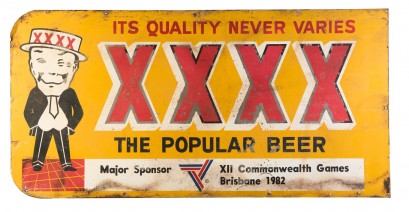 ITS QUALITY NEVER VARIES
XXXX
XXXX
THE POPULAR BEER
Major Sponsor
XII Commonwealth Games
Brisbane 1982